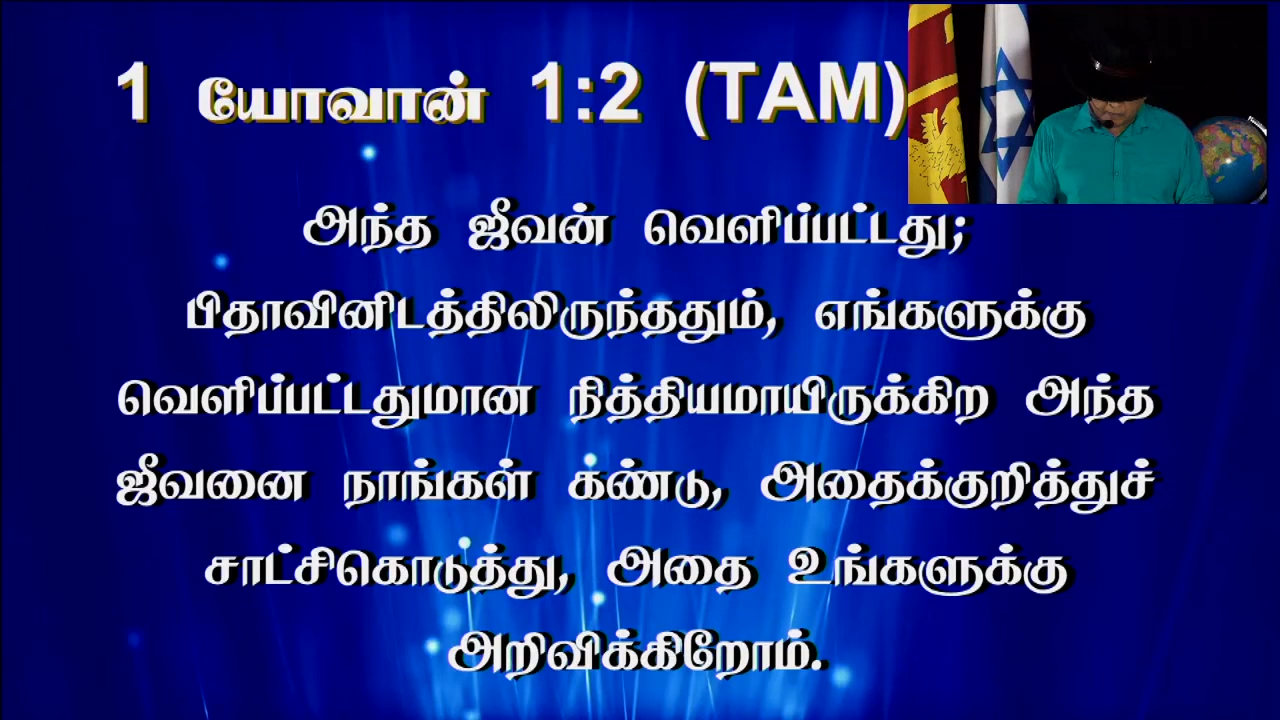 1 யோவான் 1:2 (TAM)
அந்த ஜீவன் வெளிப்பட்டது;
பிதாவினிடத்திலிருந்ததும், எங்களுக்கு
வெளிப்பட்டதுமான நித்தியமாயிருக்கிற அந்த
ஜீவனை நாங்கள் கண்டு, அதைக்குறித்துச்
சாட்சிகொடுத்து, அதை உங்களுக்கு
அறிவிக்கிறோம்.